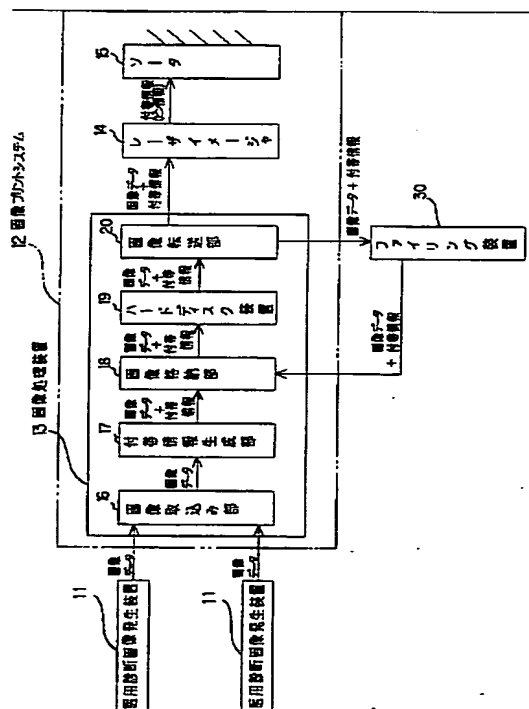 12 画像プリントシステム
13 画像処理装置
11
医用診断画像発生装置
画像
データ
11
医用診断画像発生装置
画像
データ
16
画像取込み部
画像
データ
17
付帯情報生成部
画像
データ
+ 付帯
情報
18
画像格納部
画像
データ
+ 付帯
情報
19
ハードディスク装置
画像
データ
+ 付帯
情報
20
画像転送部
画像データ
+ 付帯情報
14
レーザイメージャ
付帯情報
15
ソータ
画像データ + 付帯情報
30
ファイリング装置
画像データ
+ 付帯情報